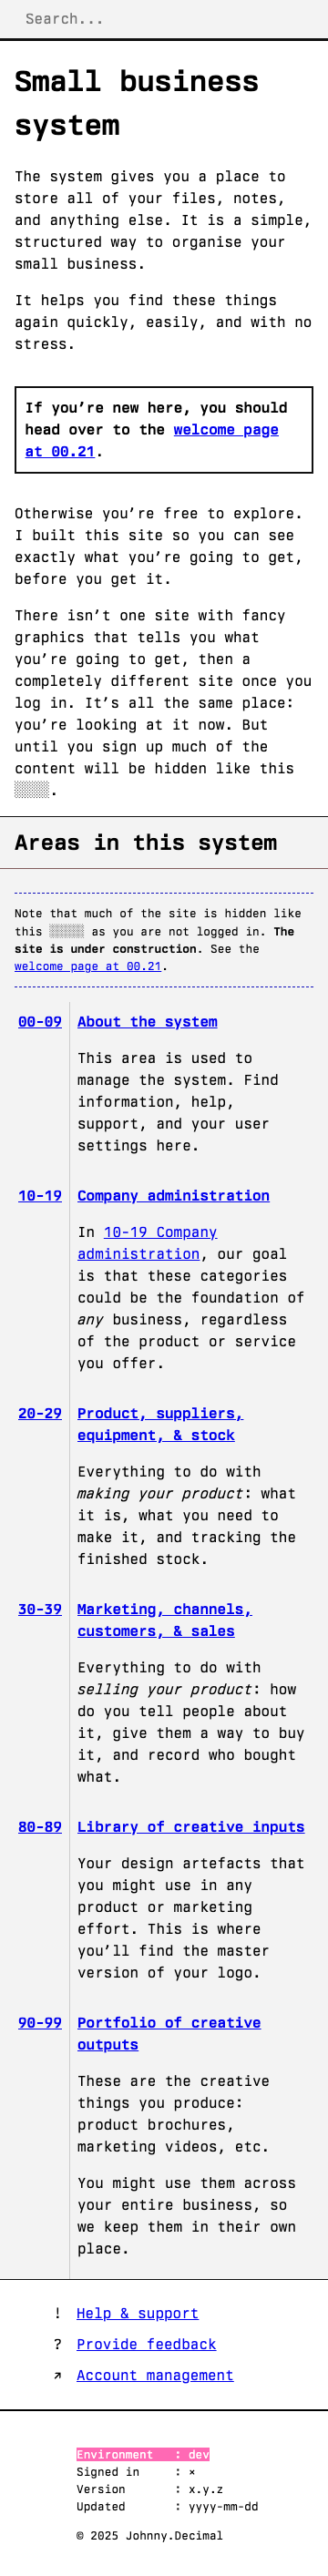 Search...
Small business
system
The system gives you a place to
store all of your files, notes,
and anything else. It is a simple,
structured way to organise your
small business.
It helps you find these things
again quickly, easily, and with no
stress.
If you’re new here, you should
head over to the welcome page
at 00.21.
Otherwise you’re free to explore.
I built this site so you can see
exactly what you’re going to get,
before you get it.
There isn’t one site with fancy
graphics that tells you what
you’re going to get, then a
completely different site once you
log in. It’s all the same place:
you’re looking at it now. But
until you sign up much of the
content will be hidden like this
░░░░.
Areas in this system
Note that much of the site is hidden like
this ░░░░░ as you are not logged in. The
site is under construction. See the
welcome page at 00.21.
00-09 About the system
This area is used to
manage the system. Find
information, help,
support, and your user
settings here.
10-19 Company administration
In 10-19 Company
administration, our goal
is that these categories
could be the foundation of
any business, regardless
of the product or service
you offer.
20-29 Product, suppliers,
equipment, & stock
Everything to do with
making your product: what
it is, what you need to
make it, and tracking the
finished stock.
30-39 Marketing, channels,
customers, & sales
Everything to do with
selling your product: how
do you tell people about
it, give them a way to buy
it, and record who bought
what.
80-89 Library of creative inputs
Your design artefacts that
you might use in any
product or marketing
effort. This is where
you’ll find the master
version of your logo.
90-99 Portfolio of creative
outputs
These are the creative
things you produce:
product brochures,
marketing videos, etc.
You might use them across
your entire business, so
we keep them in their own
place.
! Help & support
? Provide feedback
↗ Account management
Environment : dev
Signed in : ×
Version : x.y.z
Updated : yyyy-mm-dd
© 2025 Johnny.Decimal